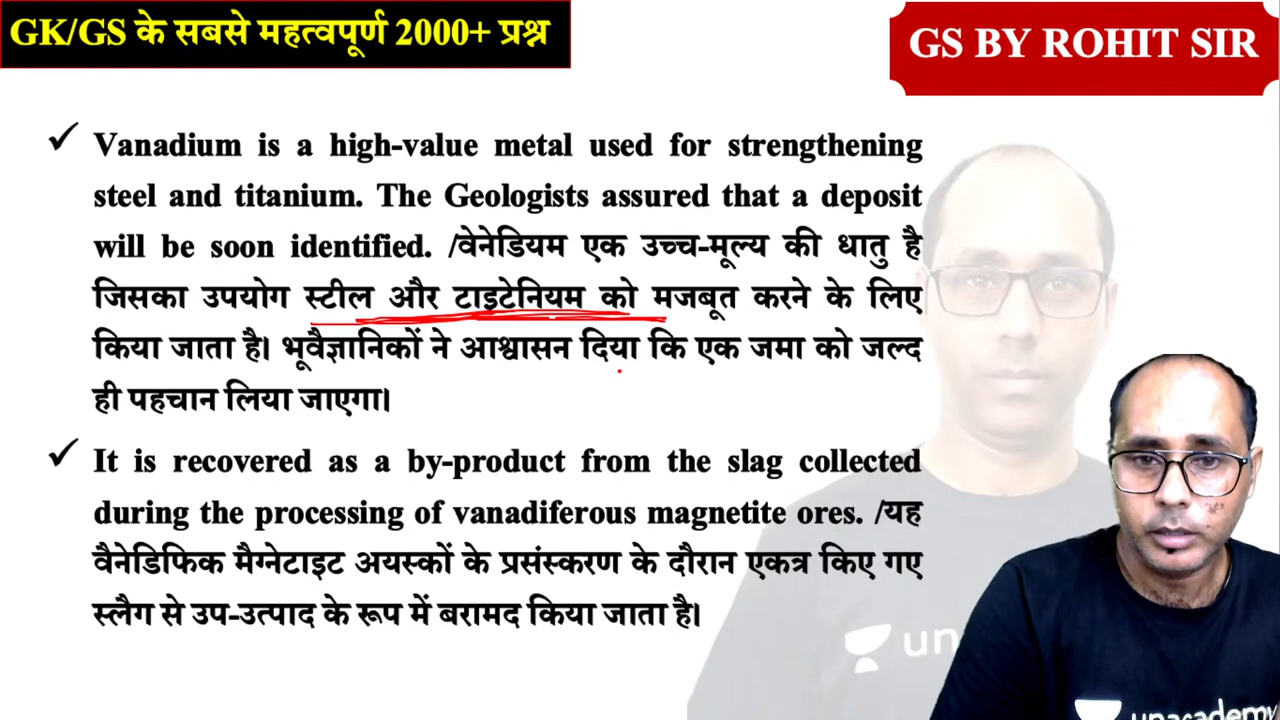 GK/GS के सबसे महत्वपूर्ण 2000+ प्रश्न
GS BY ROHIT SIR
✓ Vanadium is a high-value metal used for strengthening
steel and titanium. The Geologists assured that a deposit
will be soon identified. /वेनेडियम एक उच्च-मूल्य की धातु है
जिसका उपयोग स्टील और टाइटेनियम को मजबूत करने के लिए
किया जाता है। भूवैज्ञानिकों ने आश्वासन दिया कि एक जमा को जल्द
ही पहचान लिया जाएगा।
✓ It is recovered as a by-product from the slag collected
during the processing of vanadiferous magnetite ores. /यह
वैनेडिफिक मैग्नेटाइट अयस्कों के प्रसंस्करण के दौरान एकत्र किए गए
स्लैग से उप-उत्पाद के रूप में बरामद किया जाता है।
un
unacademy